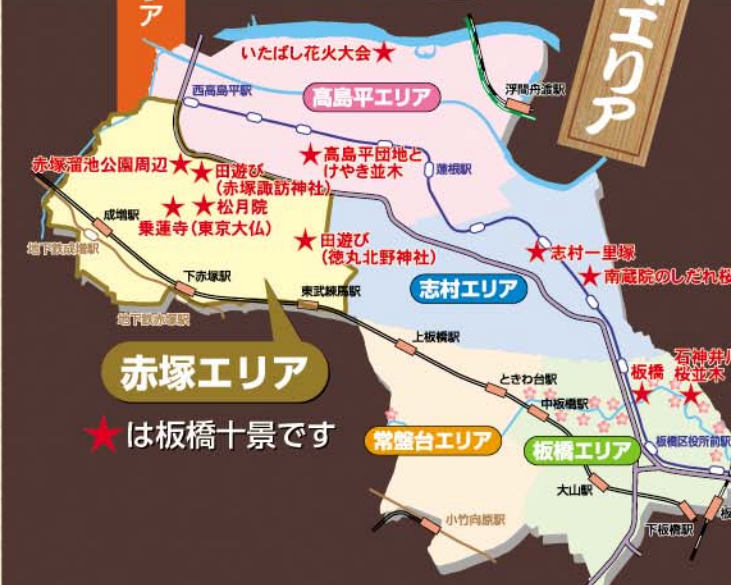 ア
エリア
いたばし花火大会
西高島平駅
高島平エリア
浮間舟渡駅
赤塚溜池公園周辺
田遊び
(赤塚諏訪神社)
高島平団地と
けやき並木
蓮根駅
成増駅
松月院
乗蓮寺(東京大仏)
地下鉄成増駅
田遊び
(徳丸北野神社)
志村一里塚
下赤塚駅
東武練馬駅
志村エリア
南蔵院のしだれ桜
地下鉄赤塚駅
上板橋駅
赤塚エリア
ときわ台駅
石神井川
桜並木
板橋
中板橋駅
★は板橋十景です
常盤台エリア
板橋エリア
板橋区役所前駅
大山駅
小竹向原駅
下板橋駅
板